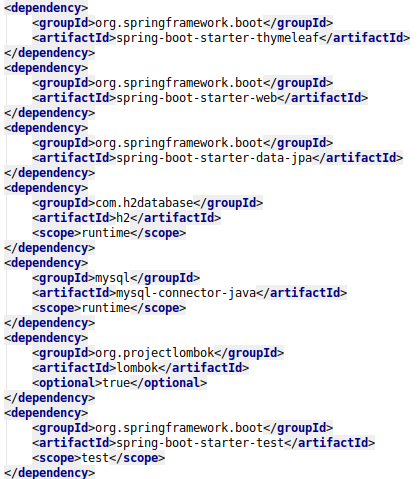 <dependency>
    <groupId>org.springframework.boot</groupId>
    <artifactId>spring-boot-starter-thymeleaf</artifactId>
</dependency>
<dependency>
    <groupId>org.springframework.boot</groupId>
    <artifactId>spring-boot-starter-web</artifactId>
</dependency>
<dependency>
    <groupId>org.springframework.boot</groupId>
    <artifactId>spring-boot-starter-data-jpa</artifactId>
</dependency>
<dependency>
    <groupId>com.h2database</groupId>
    <artifactId>h2</artifactId>
    <scope>runtime</scope>
</dependency>
<dependency>
    <groupId>mysql</groupId>
    <artifactId>mysql-connector-java</artifactId>
    <scope>runtime</scope>
</dependency>
<dependency>
    <groupId>org.projectlombok</groupId>
    <artifactId>lombok</artifactId>
    <optional>true</optional>
</dependency>
<dependency>
    <groupId>org.springframework.boot</groupId>
    <artifactId>spring-boot-starter-test</artifactId>
    <scope>test</scope>
</dependency>